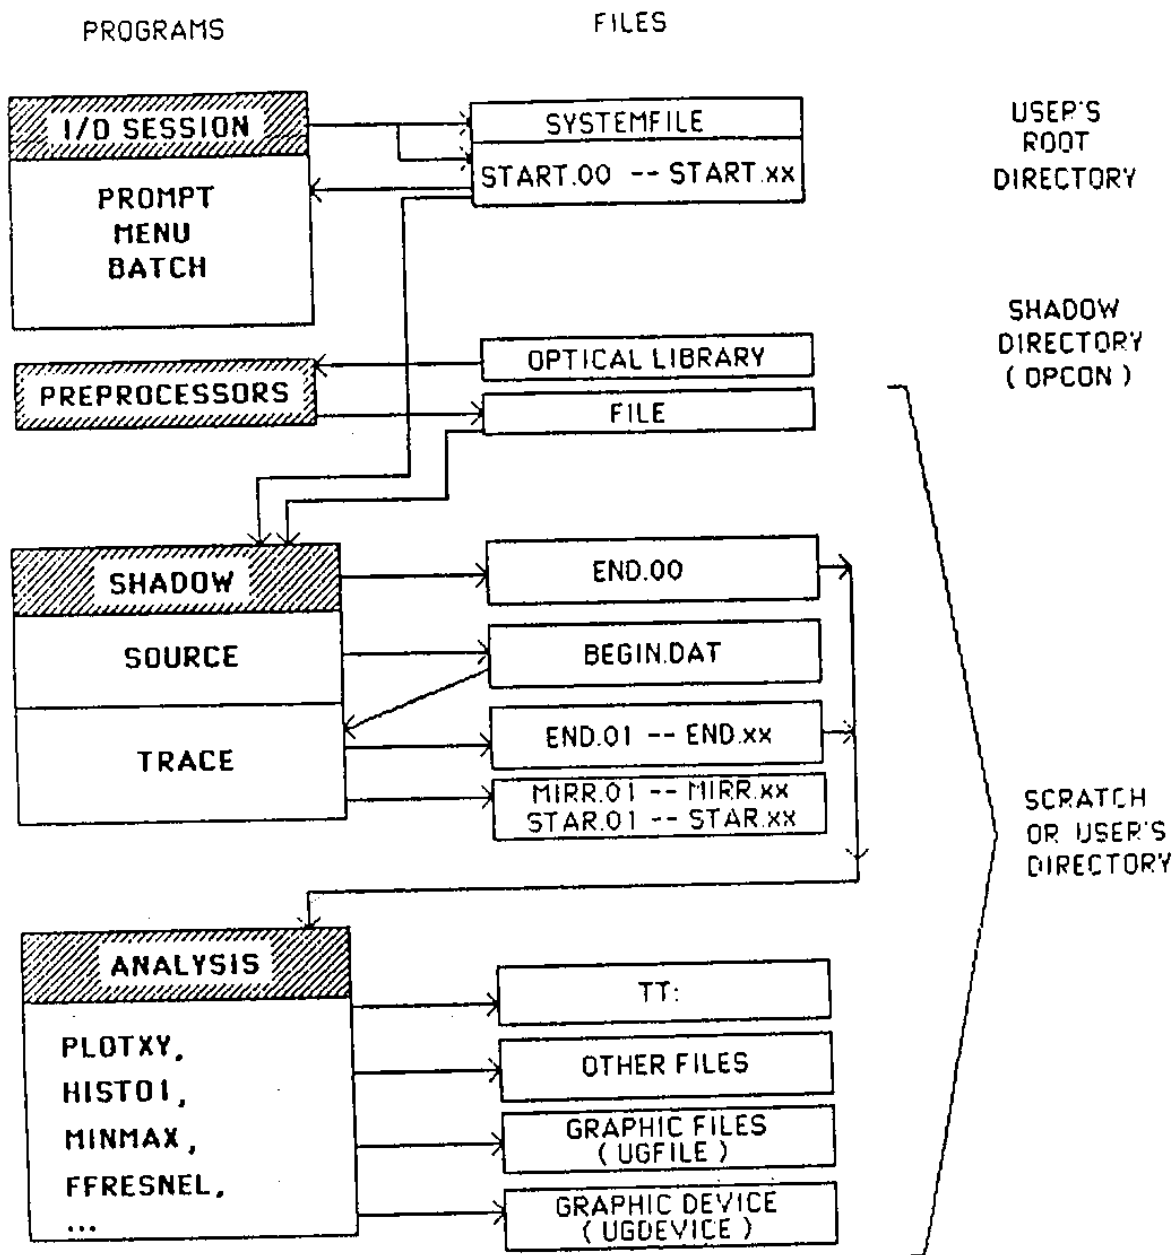 PROGRAMS
FILES
I/O SESSION
PROMPT
MENU
BATCH
SYSTEMFILE
START.00 -- START.xx
USER'S
ROOT
DIRECTORY
PREPROCESSORS
OPTICAL LIBRARY
FILE
SHADOW
DIRECTORY
( OPCON )
SHADOW
SOURCE
TRACE
END.00
BEGIN.DAT
END.01 -- END.xx
MIRR.01 -- MIRR.xx
STAR.01 -- STAR.xx
SCRATCH
OR USER'S
DIRECTORY
ANALYSIS
PLOTXY,
HISTO1,
MINMAX,
FFRESNEL,
...
TT:
OTHER FILES
GRAPHIC FILES
( UGFILE )
GRAPHIC DEVICE
( UGDEVICE )